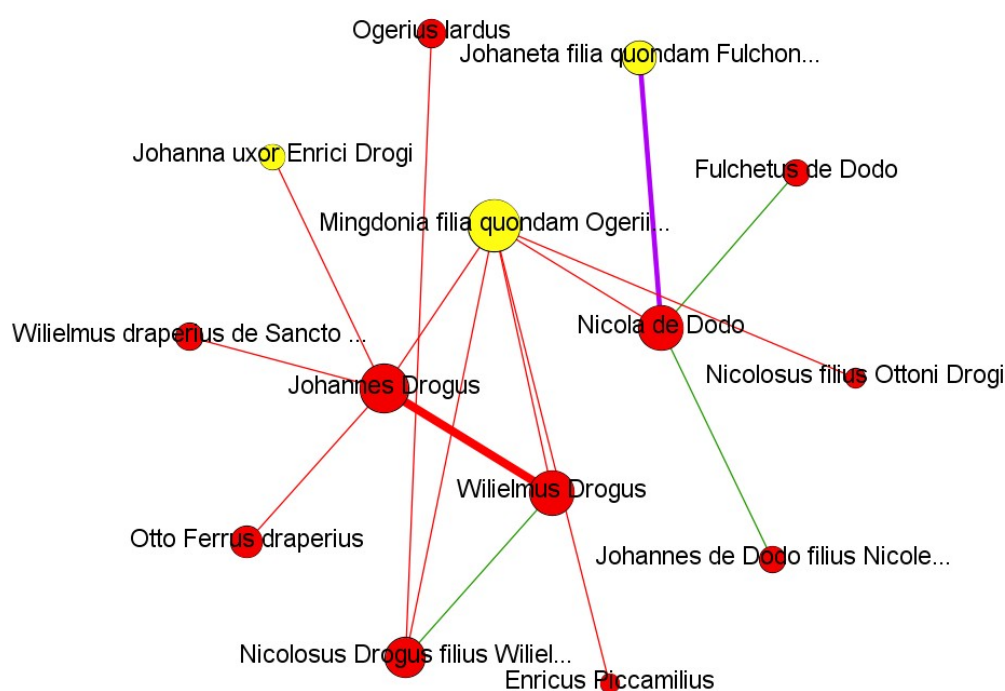 Ogerius lardus
Johaneta filia quondam Fulchon...
Johanna uxor Enrici Drogi
Fulchetus de Dodo
Mingdonia filia quondam Ogerii...
Nicola de Dodo
Wilielmus draperius de Sancto ...
Nicolosus filius Ottoni Drogi
Johannes Drogus
Wilielmus Drogus
Otto Ferrus draperius
Johannes de Dodo filius Nicole...
Nicolosus Drogus filius Wiliel...
Enricus Piccamilius